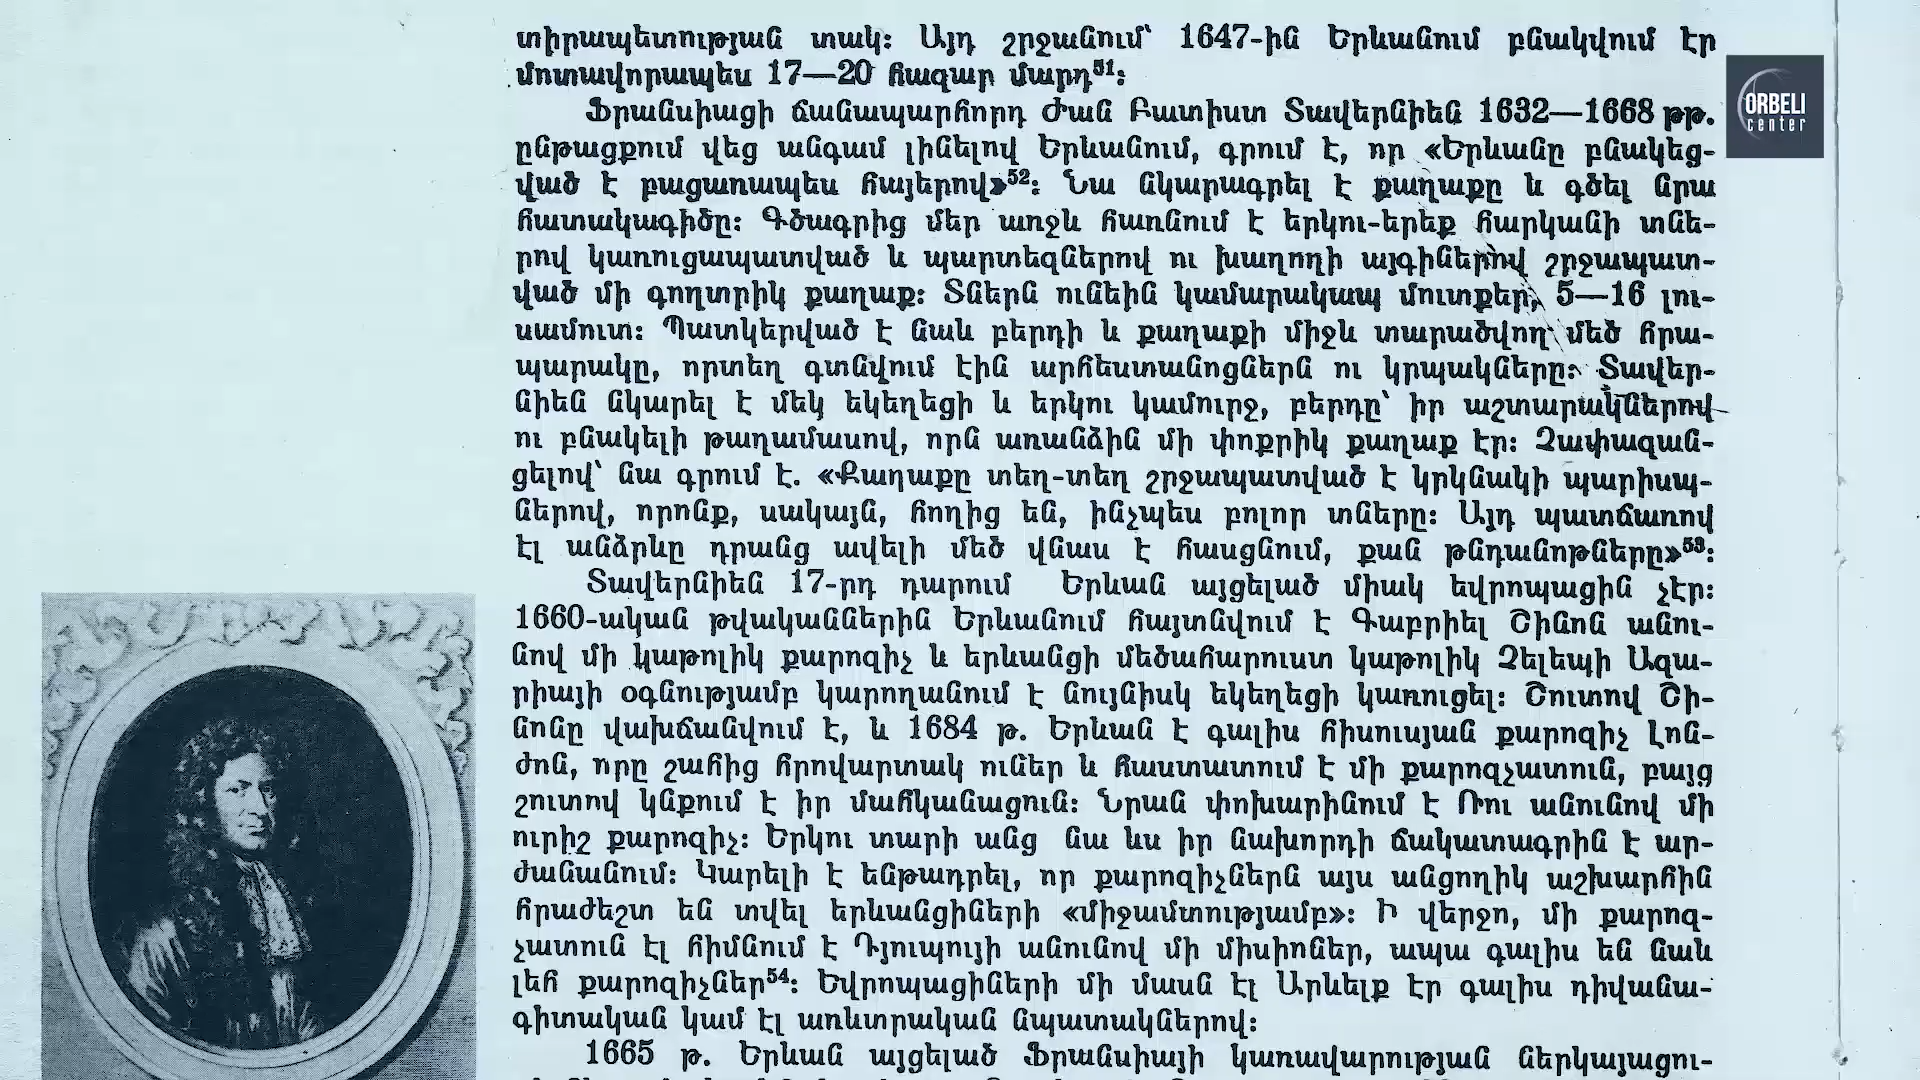 տիրապետության տակ։ Այդ շրջանում՝ 1647-ին Երևանում բնակվում էր
մոտավորապես 17—20 հազար մարդ⁵¹։
Ֆրանսիացի ճանապարհորդ Ժան Բատիստ Տավերնիեն 1632—1668 թթ.
ընթացքում վեց անգամ լինելով Երևանում, գրում է, որ «Երևանը բնակեց-
ված է բացառապես հայերով»⁵²։ Նա նկարագրել է քաղաքը և գծել նրա
հատակագիծը։ Գծագրից մեր առջև հառնում է երկու-երեք հարկանի տնե-
րով կառուցապատված և պարտեզներով ու խաղողի այգիներով շրջապատ-
ված մի գողտրիկ քաղաք։ Տներն ունեին կամարակապ մուտքեր, 5—16 լու-
սամուտ։ Պատկերված է նաև բերդի և քաղաքի միջև տարածվող մեծ հրա-
պարակը, որտեղ գտնվում էին արհեստանոցներն ու կրպակները։ Տավեր-
նիեն նկարել է մեկ եկեղեցի և երկու կամուրջ, բերդը՝ իր աշտարակներով
ու բնակելի թաղամասով, որն առանձին մի փոքրիկ քաղաք էր։ Չափազան-
ցելով՝ նա գրում է. «Քաղաքը տեղ-տեղ շրջապատված է կրկնակի պարիսպ-
ներով, որոնք, սակայն, հողից են, ինչպես բոլոր տները։ Այդ պատճառով
էլ անձրևը դրանց ավելի մեծ վնաս է հասցնում, քան թնդանոթները»⁵³։
Տավերնիեն 17-րդ դարում Երևան այցելած միակ եվրոպացին չէր։
1660-ական թվականներին Երևանում հայտնվում է Գաբրիել Շինոն անու-
նով մի կաթոլիկ քարոզիչ և երևանցի մեծահարուստ կաթոլիկ Չելեպի Ազա-
րիայի օգնությամբ կարողանում է նույնիսկ եկեղեցի կառուցել։ Շուտով Շի-
նոնը վախճանվում է, և 1684 թ. Երևան է գալիս հիսուսյան քարոզիչ Լոն-
ժոն, որը շահից հրովարտակ ուներ և հաստատում է մի քարոզչատուն, բայց
շուտով կնքում է իր մահկանացուն։ Նրան փոխարինում է Ռու անունով մի
ուրիշ քարոզիչ։ Երկու տարի անց նա ևս իր նախորդի ճակատագրին է ար-
ժանանում։ Կարելի է ենթադրել, որ քարոզիչներն այս անցողիկ աշխարհին
հրաժեշտ են տվել երևանցիների «միջամտությամբ»։ Ի վերջո, մի քարոզ-
չատուն էլ հիմնում է Դյուպույի անունով մի միսիոներ, ապա գալիս են նաև
լեհ քարոզիչներ⁵⁴։ Եվրոպացիների մի մասն էլ Արևելք էր գալիս դիվանա-
գիտական կամ էլ առևտրական նպատակներով։
1665 թ. Երևան այցելած Ֆրանսիայի կառավարության ներկայացու-
ORBELI
center